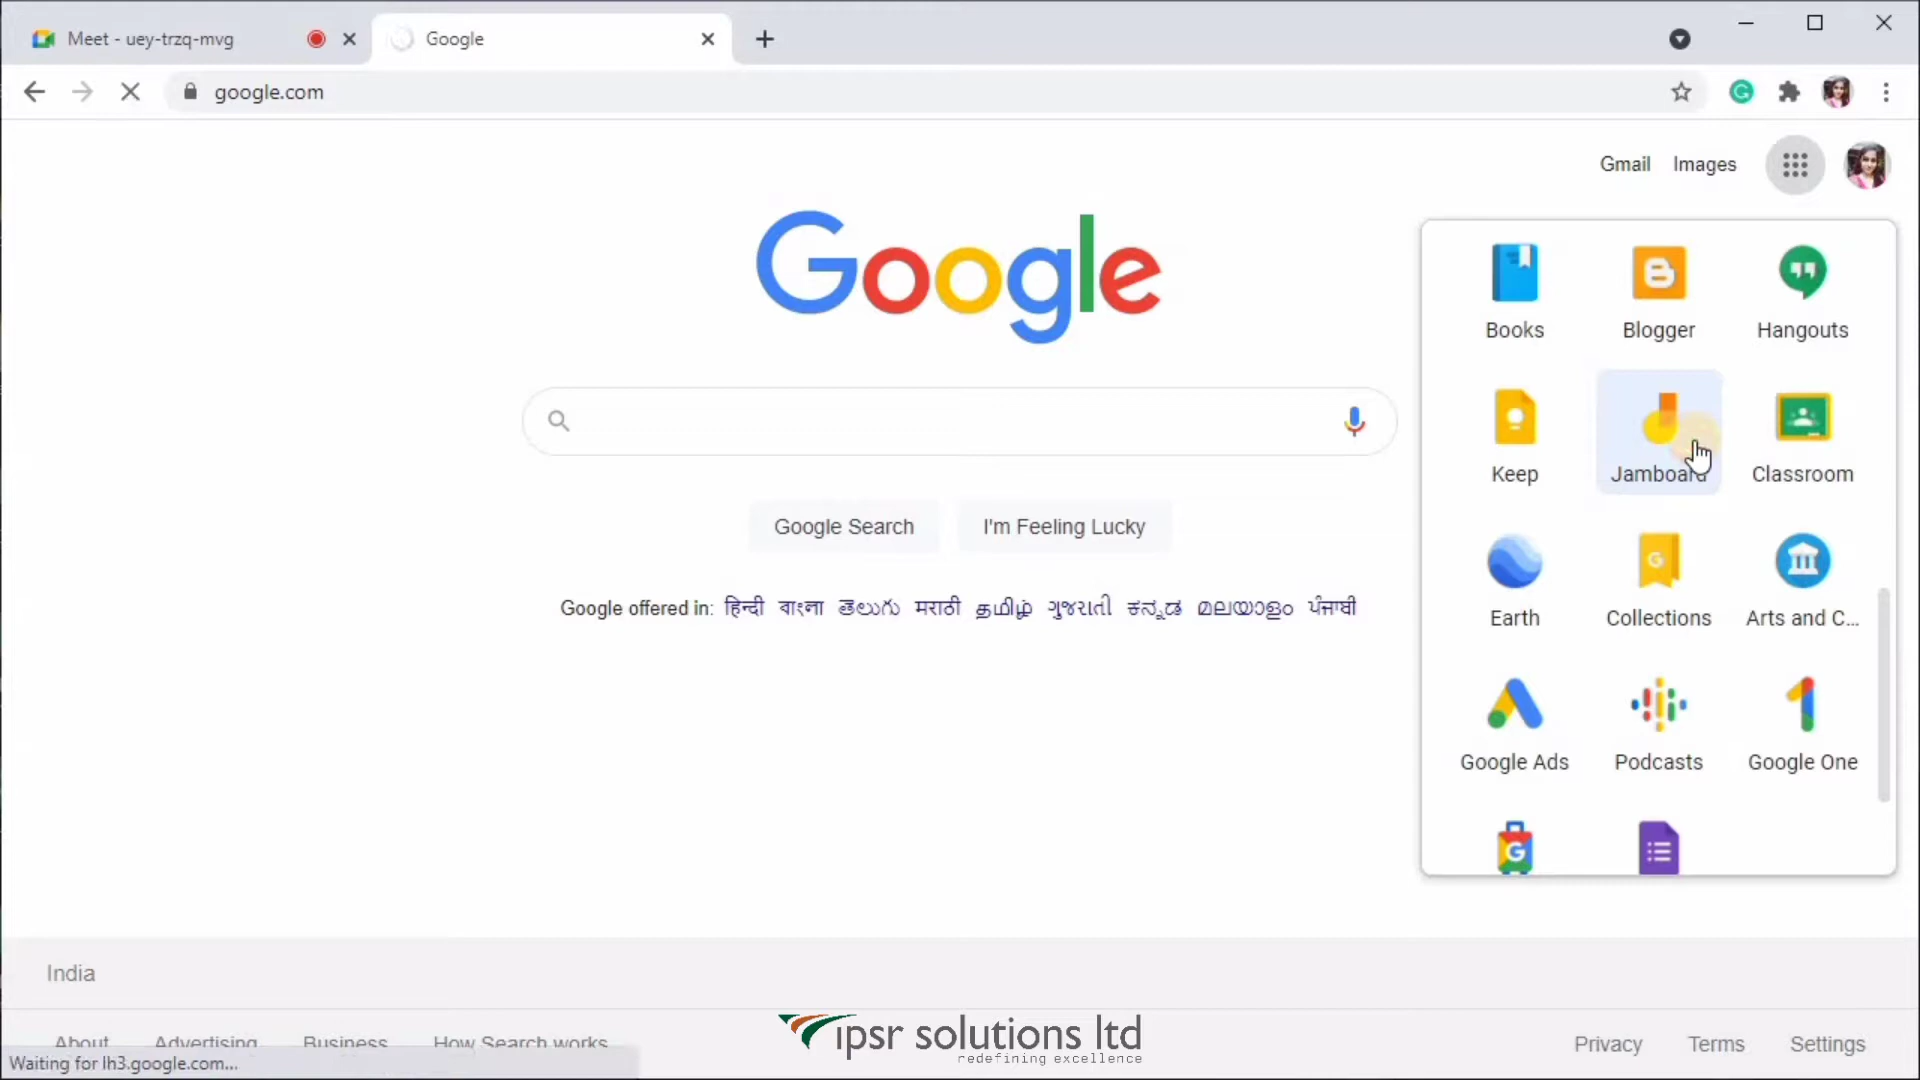 Meet - uey-trzq-mvg
Google
google.com
Gmail Images
Google
Books Blogger Hangouts
Keep Jamboard Classroom
Google Search I'm Feeling Lucky
Google offered in: हिन्दी বাংলা తెలుగు मराठी தமிழ் ગુજરાતી ಕನ್ನಡ മലയാളം ਪੰਜਾਬੀ
Earth Collections Arts and C...
Google Ads Podcasts Google One
India
About Advertising Business How Search works
Privacy Terms Settings
ipsr solutions ltd
redefining excellence
Waiting for lh3.google.com...